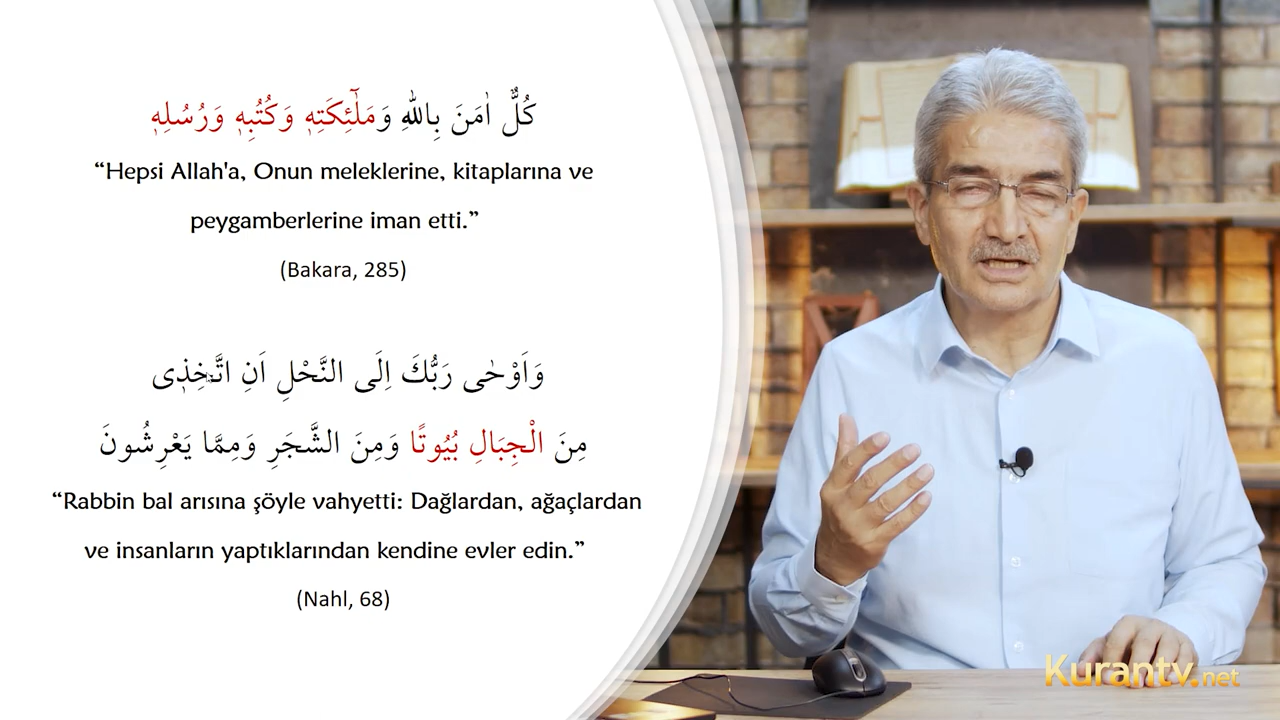 كُلٌّ اٰمَنَ بِاللّٰهِ وَمَلٰٓئِكَتِه۪ وَكُتُبِه۪ وَرُسُلِه۪
“Hepsi Allah'a, Onun meleklerine, kitaplarına ve
peygamberlerine iman etti.”
(Bakara, 285)
وَاَوْحٰى رَبُّكَ اِلَى النَّحْلِ اَنِ اتَّخِذ۪ى
مِنَ الْجِبَالِ بُيُوتًا وَمِنَ الشَّجَرِ وَمِمَّا يَعْرِشُونَ
“Rabbin bal arısına şöyle vahyetti: Dağlardan, ağaçlardan
ve insanların yaptıklarından kendine evler edin.”
(Nahl, 68)
Kurantv.net